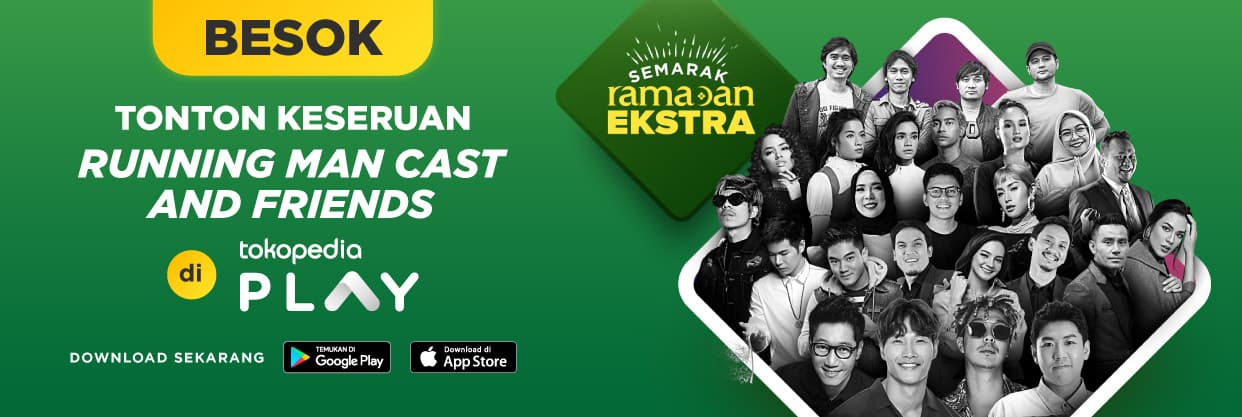 BESOK
TONTON KESERUAN
RUNNING MAN CAST
AND FRIENDS
di
tokopedia
PLAY
DOWNLOAD SEKARANG
TEMUKAN DI
Google Play
Download di
App Store
SEMARAK
ramadan
EKSTRA